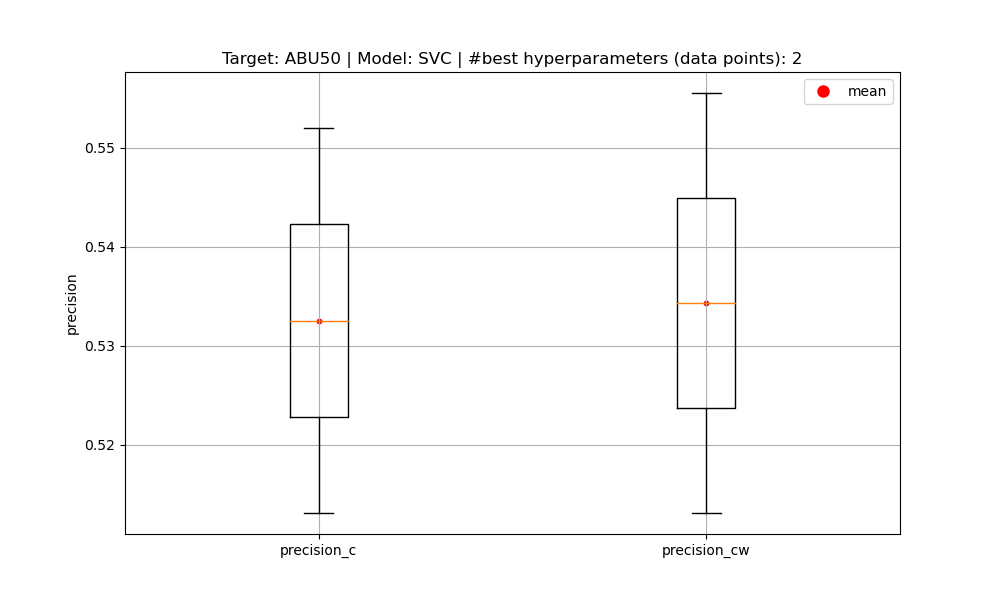 Target: ABU50 | Model: SVC | #best hyperparameters (data points): 2
mean
0.55
0.54
0.53
0.52
precision
precision_c
precision_cw